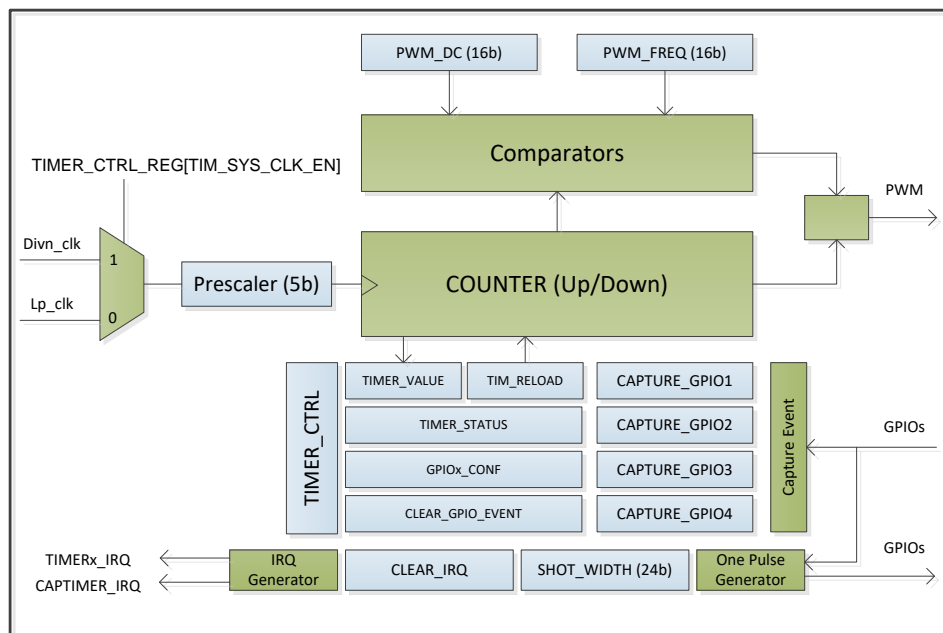 PWM_DC (16b)
PWM_FREQ (16b)
Comparators
TIMER_CTRL_REG[TIM_SYS_CLK_EN]
PWM
Divn_clk
1
Prescaler (5b)
COUNTER (Up/Down)
Lp_clk
0
TIMER_CTRL
TIMER_VALUE
TIM_RELOAD
CAPTURE_GPIO1
TIMER_STATUS
CAPTURE_GPIO2
GPIOx_CONF
CAPTURE_GPIO3
CLEAR_GPIO_EVENT
CAPTURE_GPIO4
Capture Event
GPIOs
TIMERx_IRQ
CAPTIMER_IRQ
IRQ
Generator
CLEAR_IRQ
SHOT_WIDTH (24b)
One Pulse
Generator
GPIOs